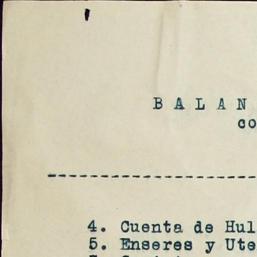 B A L A N
co
4. Cuenta de Hul
5. Enseres y Ute